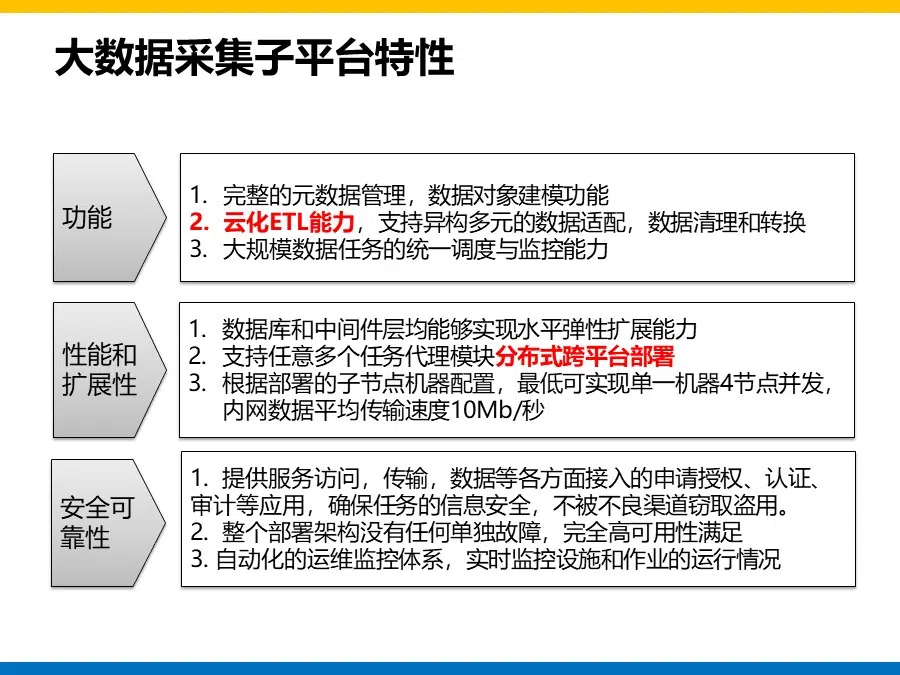 大数据采集子平台特性
功能
1. 完整的元数据管理，数据对象建模功能
2. 云化ETL能力，支持异构多元的数据适配，数据清理和转换
3. 大规模数据任务的统一调度与监控能力
性能和
扩展性
1. 数据库和中间件层均能够实现水平弹性扩展能力
2. 支持任意多个任务代理模块分布式跨平台部署
3. 根据部署的子节点机器配置，最低可实现单一机器4节点并发，
内网数据平均传输速度10Mb/秒
安全可
靠性
1. 提供服务访问，传输，数据等各方面接入的申请授权、认证、
审计等应用，确保任务的信息安全，不被不良渠道窃取盗用。
2. 整个部署架构没有任何单独故障，完全高可用性满足
3. 自动化的运维监控体系，实时监控设施和作业的运行情况